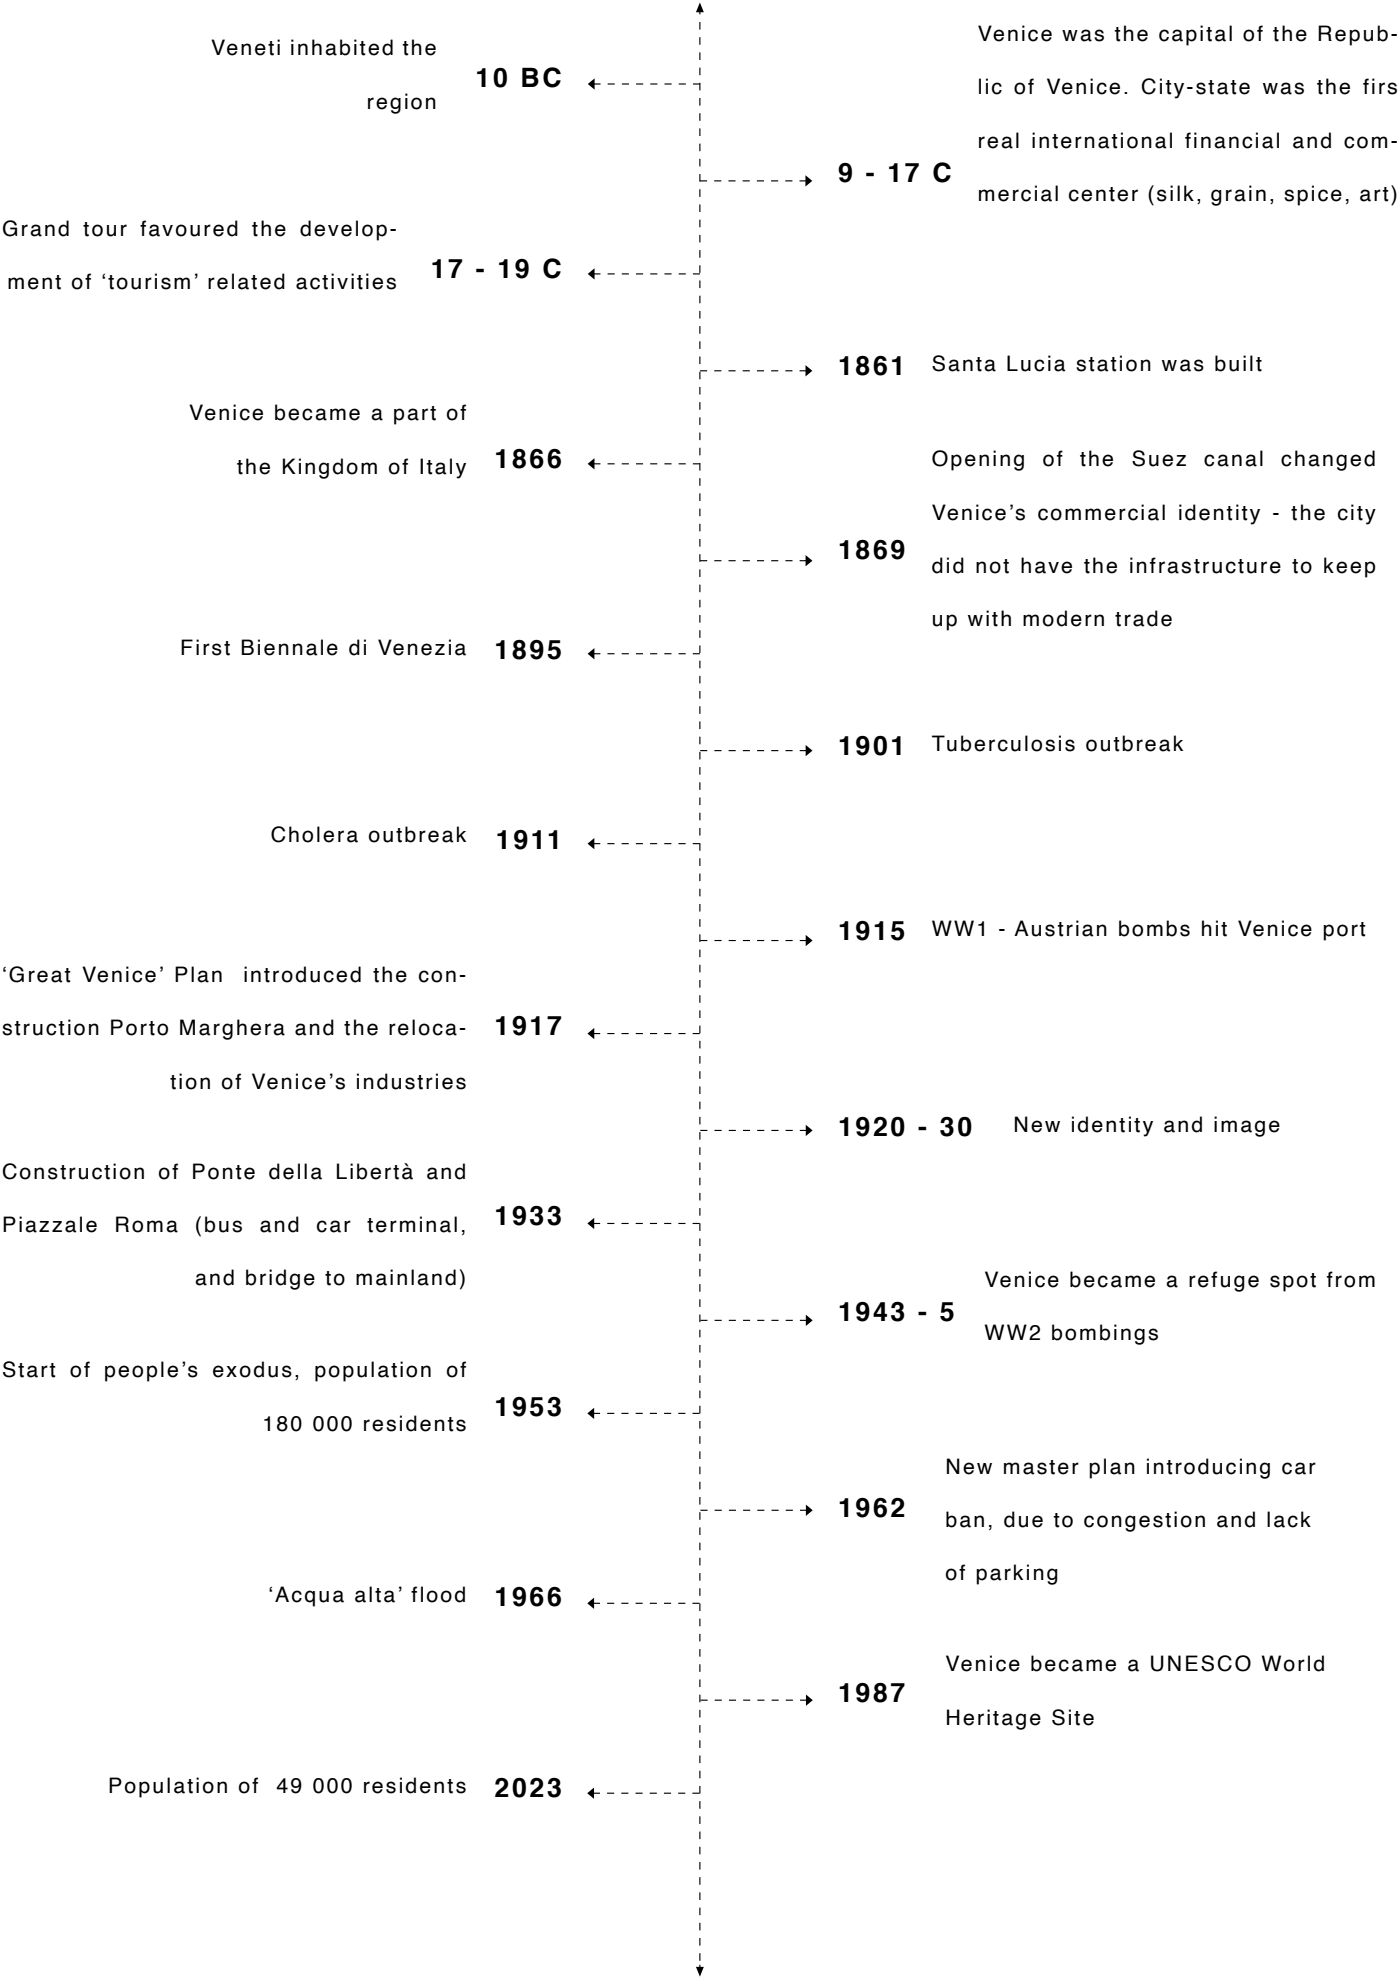 Veneti inhabited the
region
10 BC
Venice was the capital of the Repub-
lic of Venice. City-state was the firs
real international financial and com-
mercial center (silk, grain, spice, art)
9 - 17 C
Grand tour favoured the develop-
ment of ‘tourism’ related activities
17 - 19 C
1861 Santa Lucia station was built
Venice became a part of
the Kingdom of Italy
1866
Opening of the Suez canal changed
Venice’s commercial identity - the city
did not have the infrastructure to keep
up with modern trade
1869
First Biennale di Venezia 1895
1901 Tuberculosis outbreak
Cholera outbreak 1911
1915 WW1 - Austrian bombs hit Venice port
‘Great Venice’ Plan introduced the con-
struction Porto Marghera and the reloca-
tion of Venice’s industries
1917
1920 - 30 New identity and image
Construction of Ponte della Libertà and
Piazzale Roma (bus and car terminal,
and bridge to mainland)
1933
Venice became a refuge spot from
WW2 bombings
1943 - 5
Start of people’s exodus, population of
180 000 residents
1953
New master plan introducing car
ban, due to congestion and lack
of parking
1962
‘Acqua alta’ flood 1966
Venice became a UNESCO World
Heritage Site
1987
Population of 49 000 residents 2023